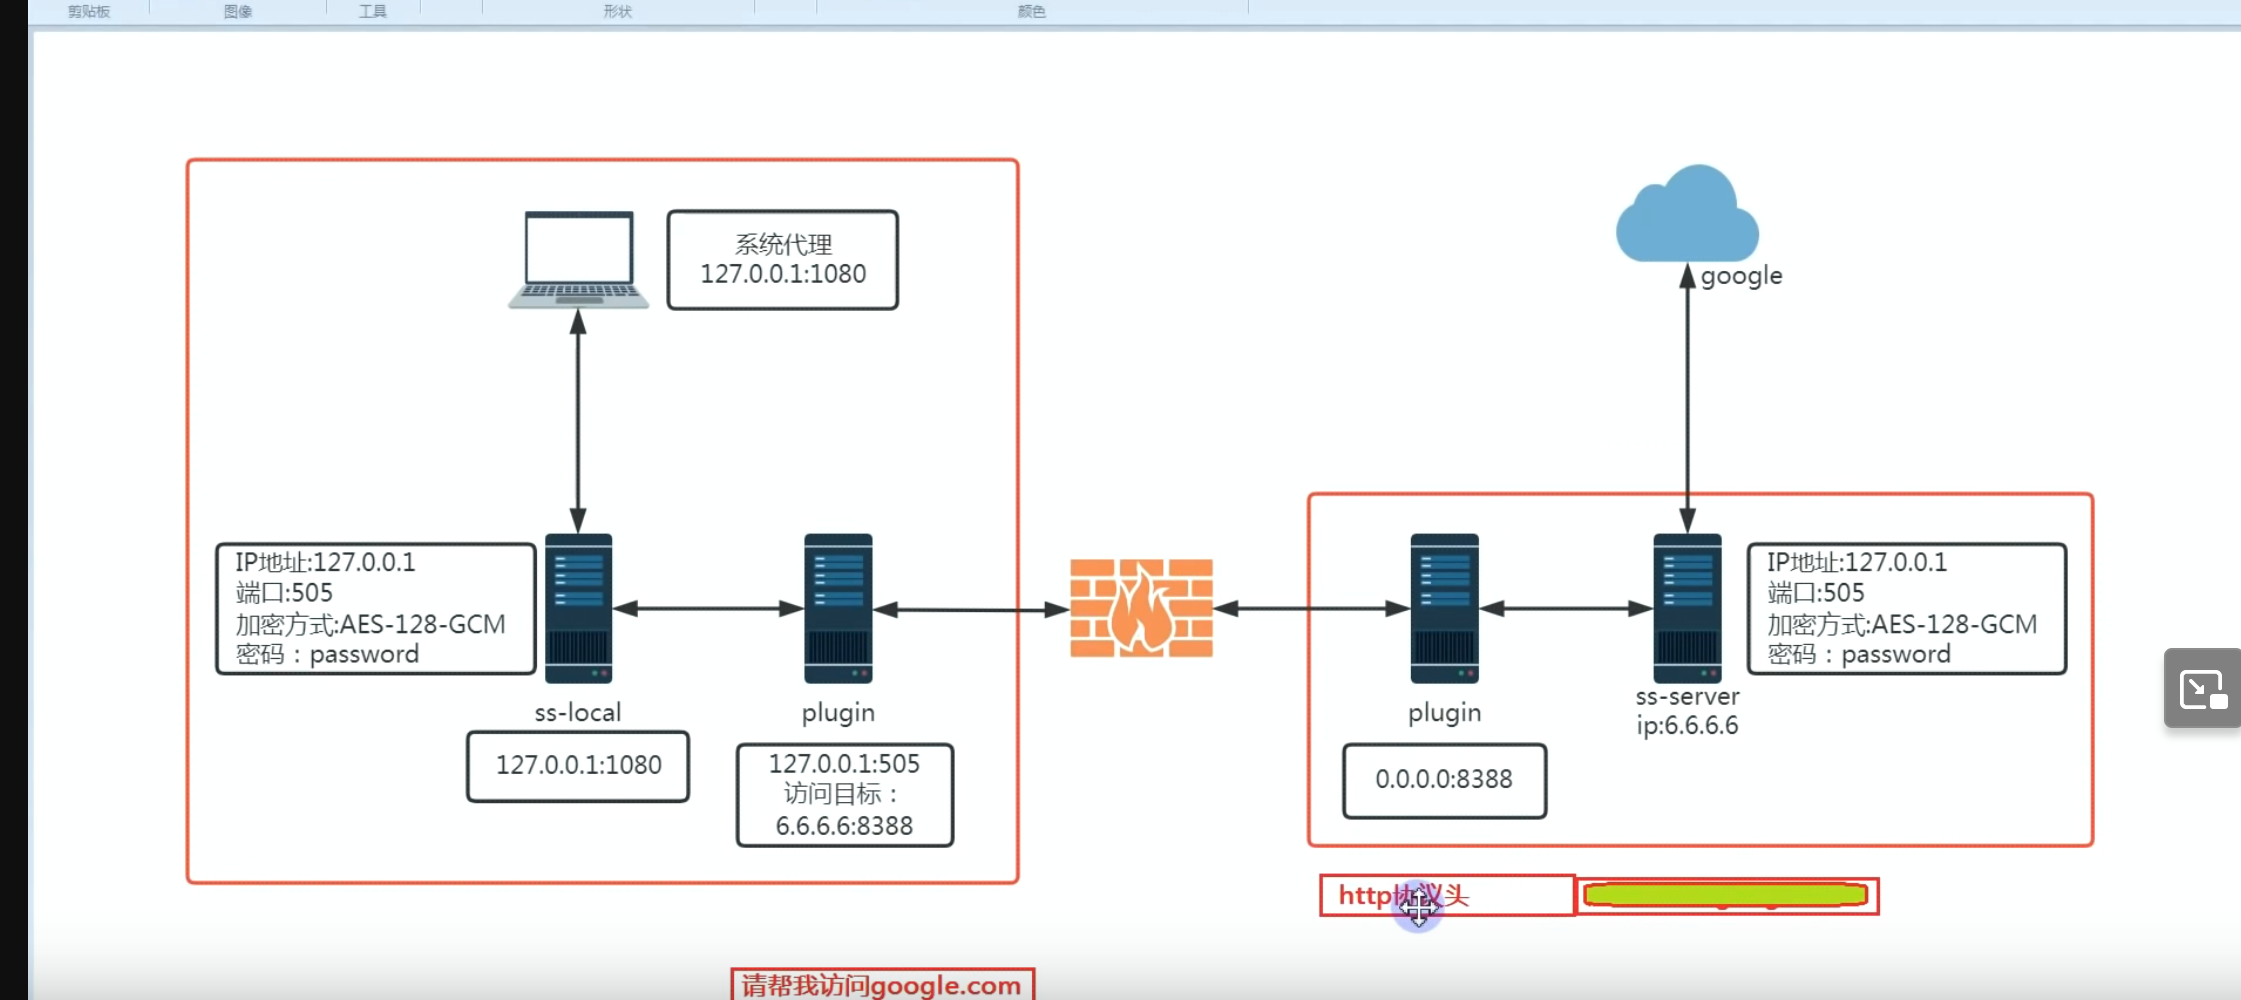 剪贴板
图像
工具
形状
颜色
系统代理
127.0.0.1:1080
google
IP地址:127.0.0.1
端口:505
加密方式:AES-128-GCM
密码：password
ss-local
127.0.0.1:1080
plugin
127.0.0.1:505
访问目标：
6.6.6.6:8388
plugin
0.0.0.0:8388
ss-server
ip:6.6.6.6
IP地址:127.0.0.1
端口:505
加密方式:AES-128-GCM
密码：password
http协议头
请帮我访问google.com